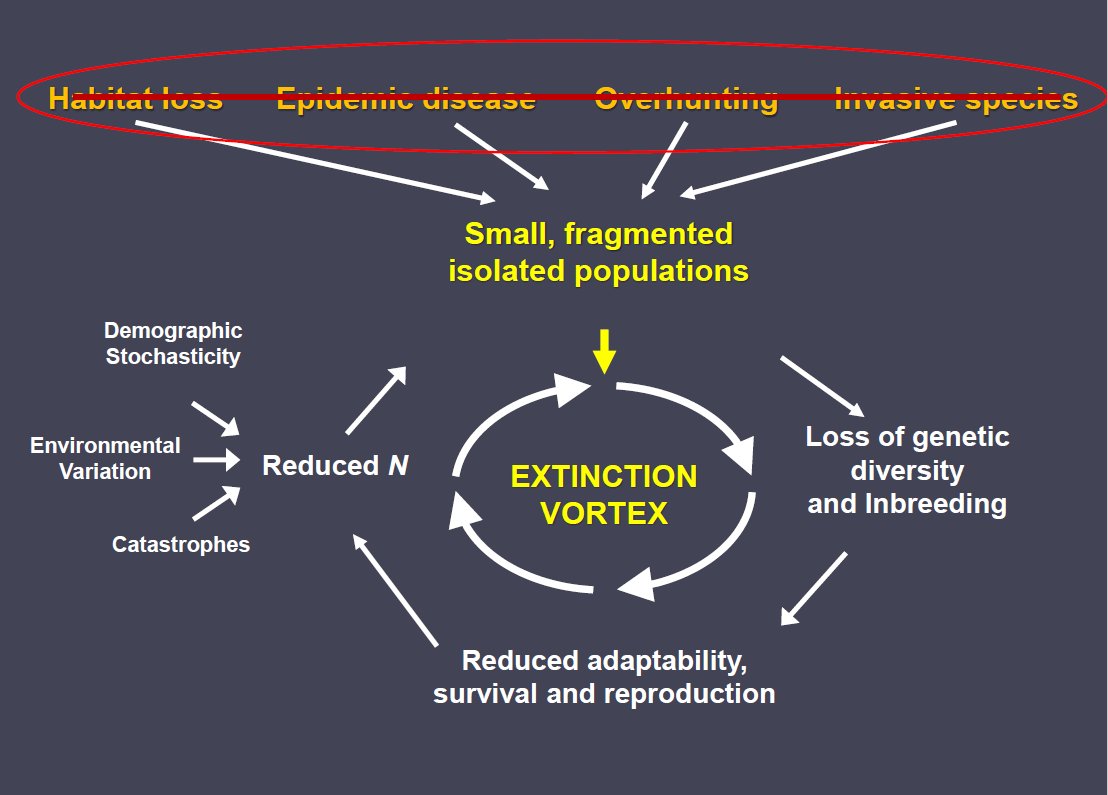 Habitat loss Epidemic disease Overhunting Invasive species
Small, fragmented
isolated populations
Demographic
Stochasticity
Environmental
Variation
Catastrophes
Reduced N
EXTINCTION
VORTEX
Loss of genetic
diversity
and Inbreeding
Reduced adaptability,
survival and reproduction